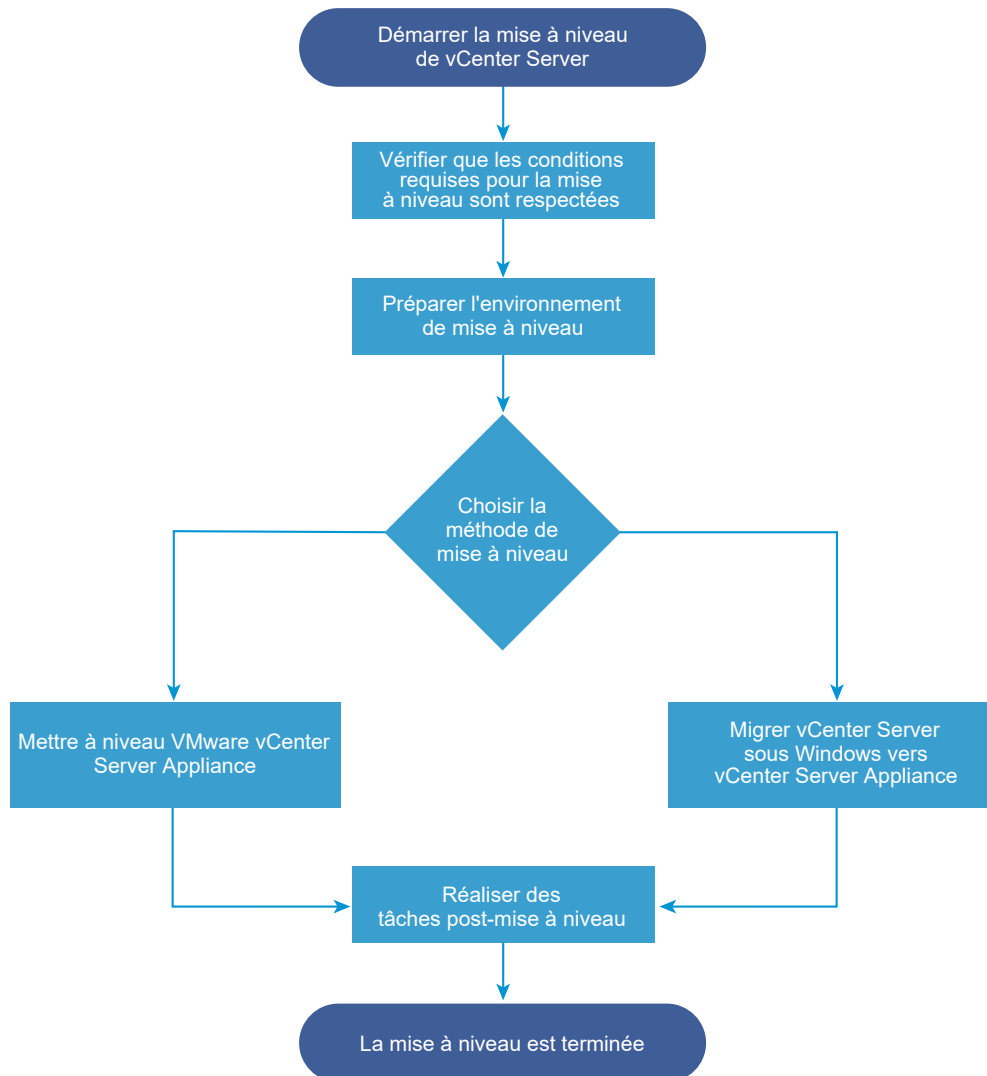 Démarrer la mise à niveau
de vCenter Server
Vérifier que les conditions
requises pour la mise
à niveau sont respectées
Préparer l'environnement
de mise à niveau
Choisir la
méthode de
mise à niveau
Mettre à niveau VMware vCenter
Server Appliance
Migrer vCenter Server
sous Windows vers
vCenter Server Appliance
Réaliser des
tâches post-mise à niveau
La mise à niveau est terminée